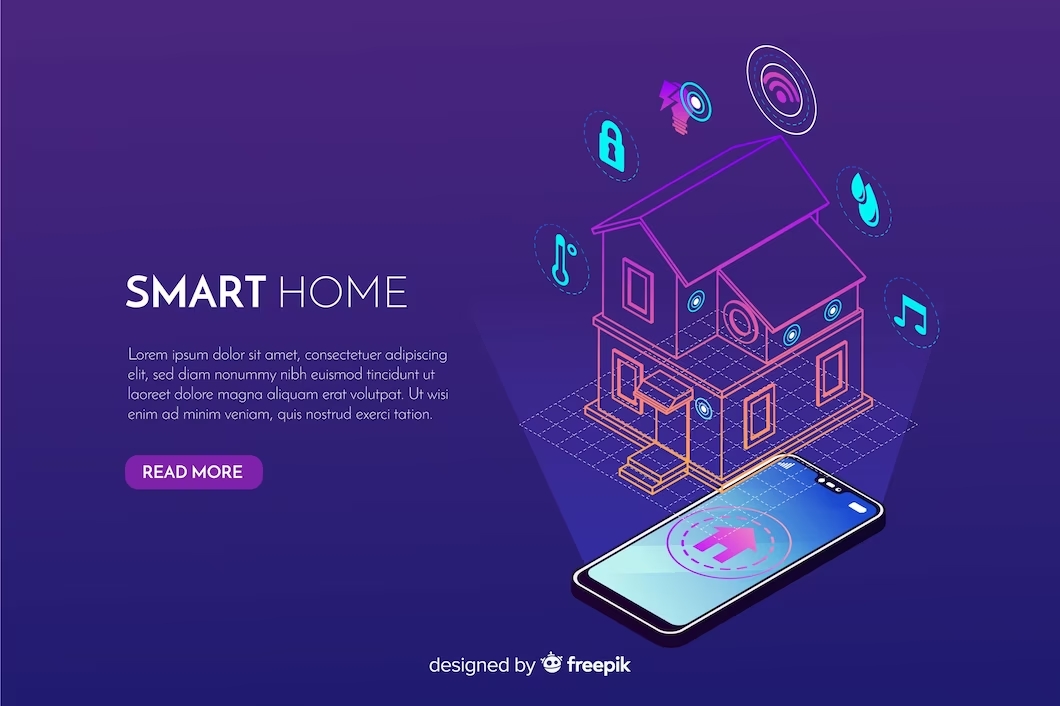 SMART HOME
Lorem ipsum dolor sit amet, consectetuer adipiscing
elit, sed diam nonummy nibh euismod tincidunt ut
laoreet dolore magna aliquam erat volutpat. Ut wisi
enim ad minim veniam, quis nostrud exerci tation.
READ MORE
designed by freepik